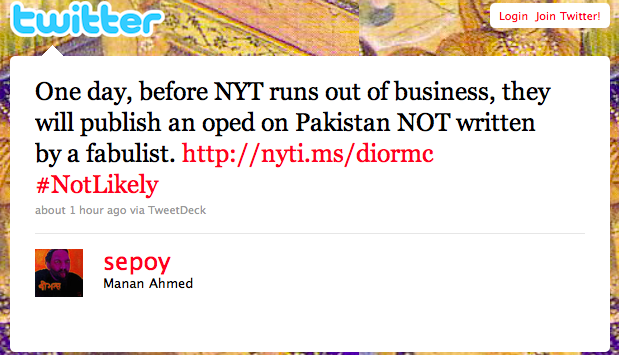 twitter
Login Join Twitter!
One day, before NYT runs out of business, they
will publish an oped on Pakistan NOT written
by a fabulist. http://nyti.ms/diormc
#NotLikely
about 1 hour ago via TweetDeck
sepoy
Manan Ahmed